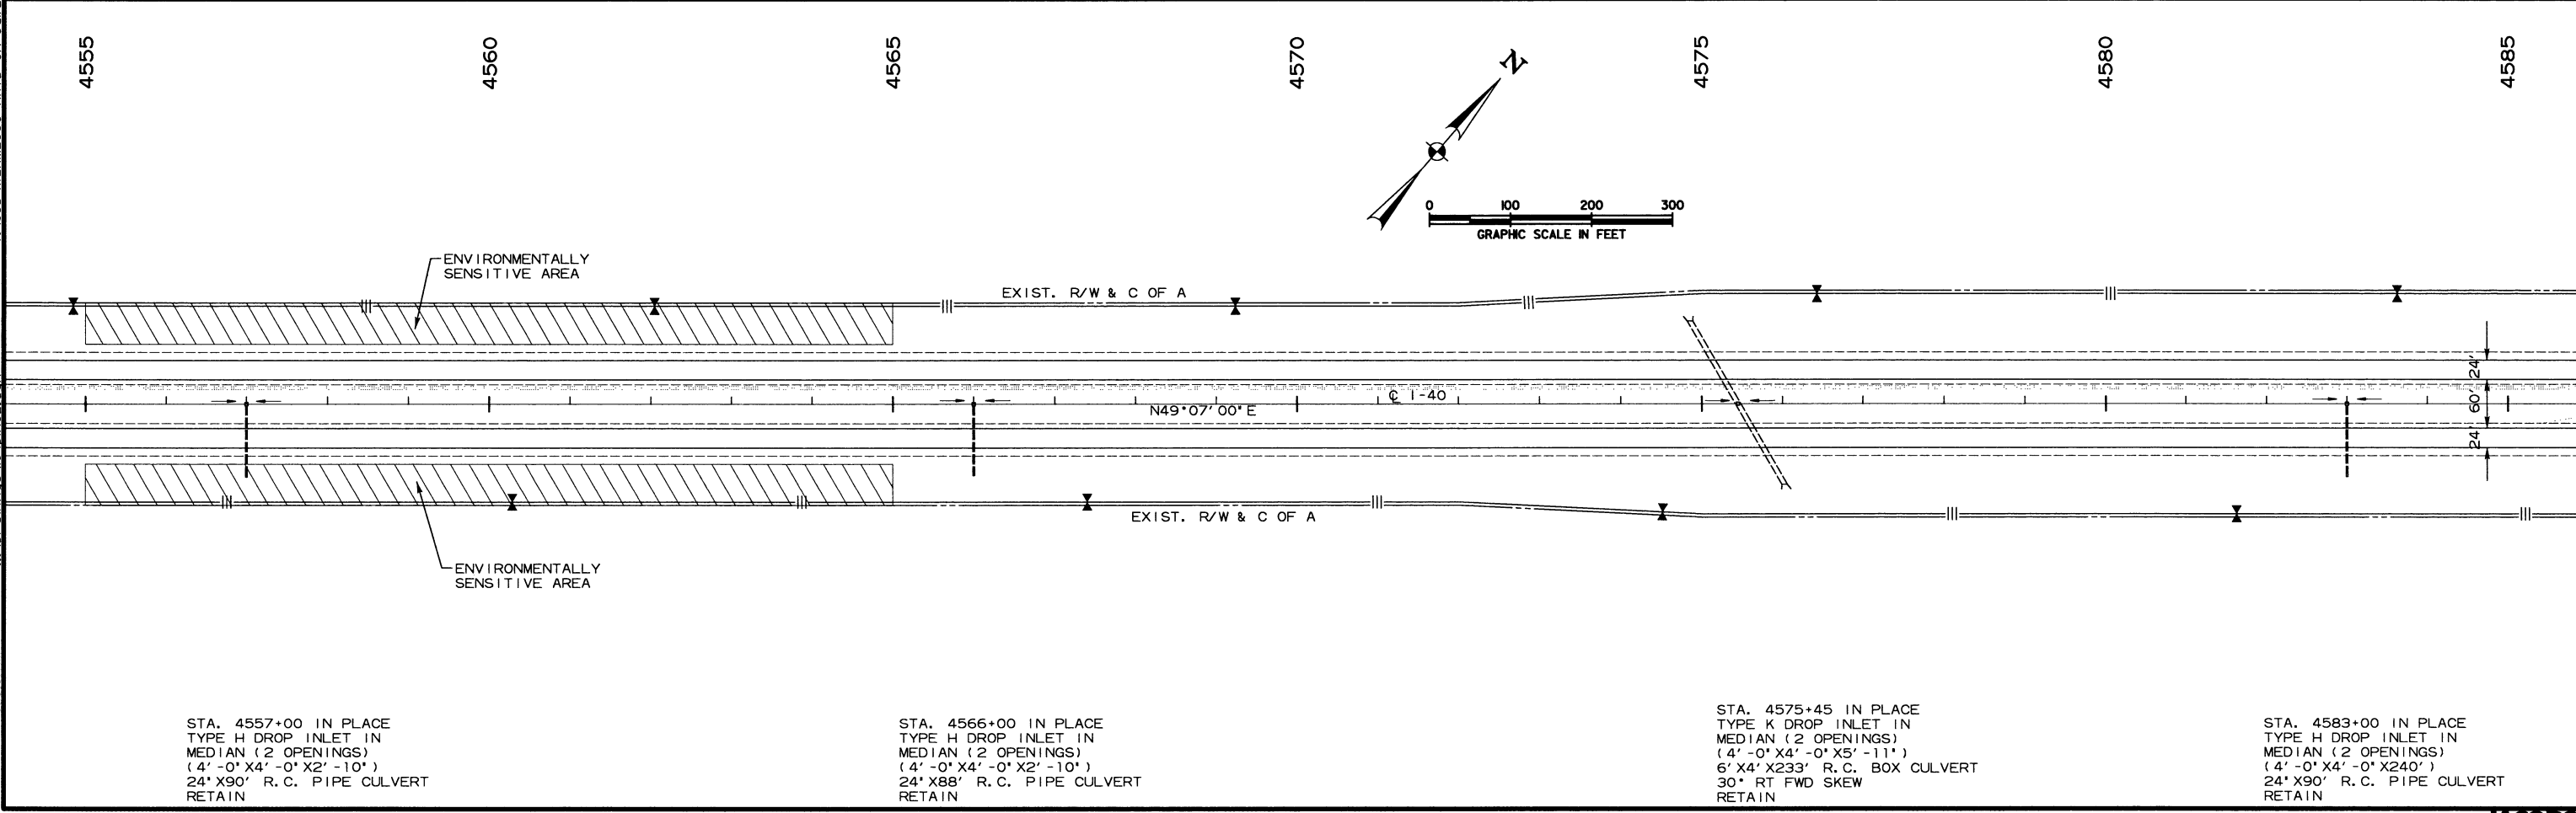 4555
4560
4565
4570
4575
4580
4585
N
0 100 200 300
GRAPHIC SCALE IN FEET
ENVIRONMENTALLY
SENSITIVE AREA
EXIST. R/W & C OF A
24'
60'
24'
℄ I-40
N49°07'00"E
EXIST. R/W & C OF A
ENVIRONMENTALLY
SENSITIVE AREA
STA. 4557+00 IN PLACE
TYPE H DROP INLET IN
MEDIAN (2 OPENINGS)
(4'-0"X4'-0"X2'-10")
24"X90' R.C. PIPE CULVERT
RETAIN
STA. 4566+00 IN PLACE
TYPE H DROP INLET IN
MEDIAN (2 OPENINGS)
(4'-0"X4'-0"X2'-10")
24"X88' R.C. PIPE CULVERT
RETAIN
STA. 4575+45 IN PLACE
TYPE K DROP INLET IN
MEDIAN (2 OPENINGS)
(4'-0"X4'-0"X5'-11")
6'X4'X233' R.C. BOX CULVERT
30° RT FWD SKEW
RETAIN
STA. 4583+00 IN PLACE
TYPE H DROP INLET IN
MEDIAN (2 OPENINGS)
(4'-0"X4'-0"X240')
24"X90' R.C. PIPE CULVERT
RETAIN